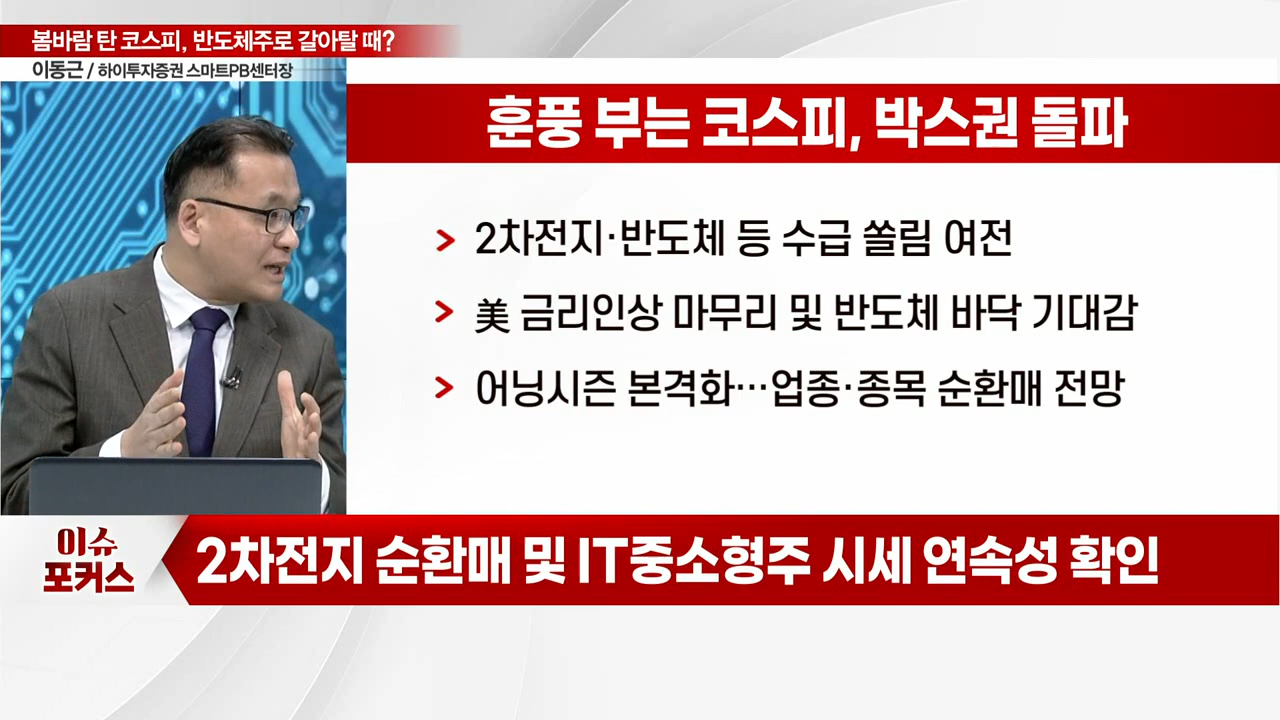 봄바람 탄 코스피, 반도체주로 갈아탈 때?
이동근 / 하이투자증권 스마트PB센터장
훈풍 부는 코스피, 박스권 돌파
> 2차전지·반도체 등 수급 쏠림 여전
> 美 금리인상 마무리 및 반도체 바닥 기대감
> 어닝시즌 본격화…업종·종목 순환매 전망
이슈
포커스
2차전지 순환매 및 IT중소형주 시세 연속성 확인